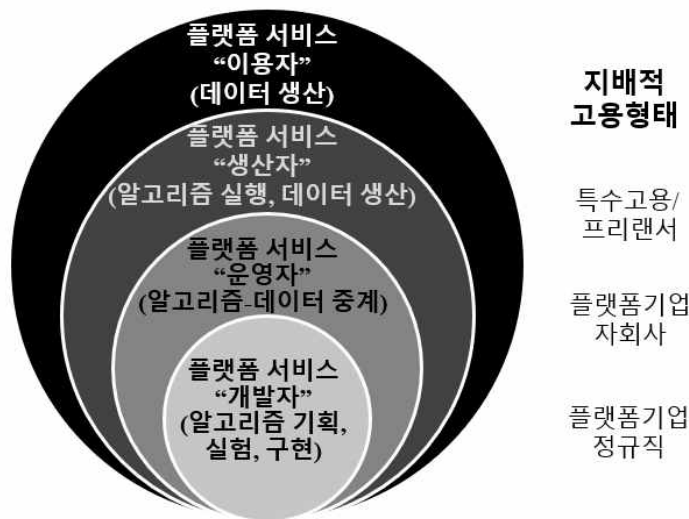 플랫폼 서비스
“이용자”
(데이터 생산)
플랫폼 서비스
“생산자”
(알고리즘 실행, 데이터 생산)
플랫폼 서비스
“운영자”
(알고리즘-데이터 중계)
플랫폼 서비스
“개발자”
(알고리즘 기획,
실험, 구현)
지배적
고용형태
특수고용/
프리랜서
플랫폼기업
자회사
플랫폼기업
정규직